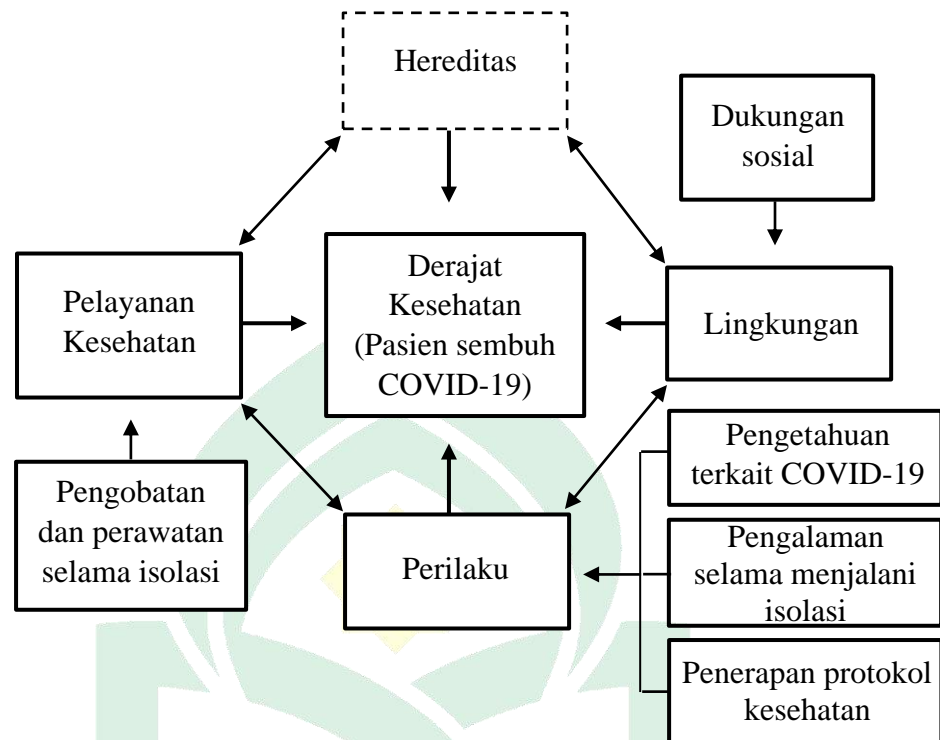 Hereditas
Dukungan
sosial
Pelayanan
Kesehatan
Derajat
Kesehatan
(Pasien sembuh
COVID-19)
Lingkungan
Pengobatan
dan perawatan
selama isolasi
Perilaku
Pengetahuan
terkait COVID-19
Pengalaman
selama menjalani
isolasi
Penerapan protokol
kesehatan